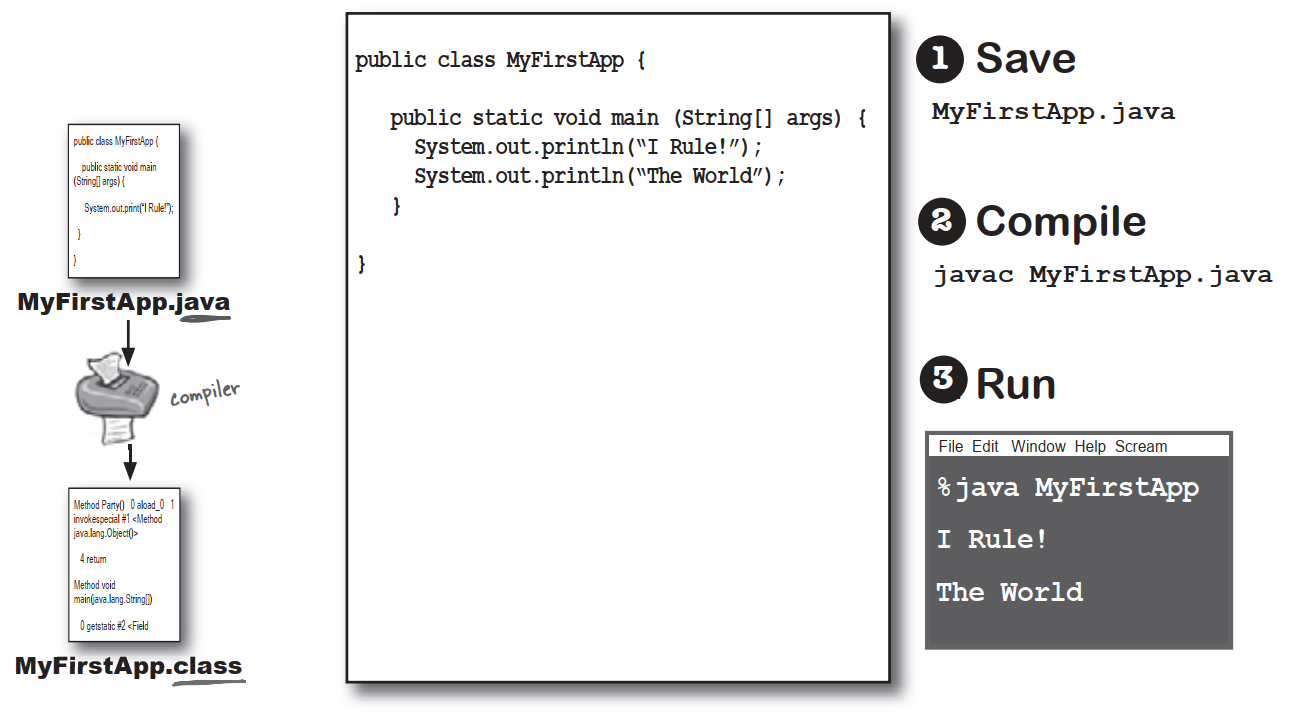 public class MyFirstApp {
public static void main
(String[] args) {
System.out.print("I Rule!");
}
}
MyFirstApp.java
compiler
Method Party() 0 aload_0 1
invokespecial #1 <Method
java.lang.Object()>
4 return
Method void
main(java.lang.String[])
0 getstatic #2 <Field
MyFirstApp.class
public class MyFirstApp {
public static void main (String[] args) {
System.out.println(“I Rule!”);
System.out.println(“The World”);
}
}
1 Save
MyFirstApp.java
2 Compile
javac MyFirstApp.java
3 Run
File Edit Window Help Scream
%java MyFirstApp
I Rule!
The World